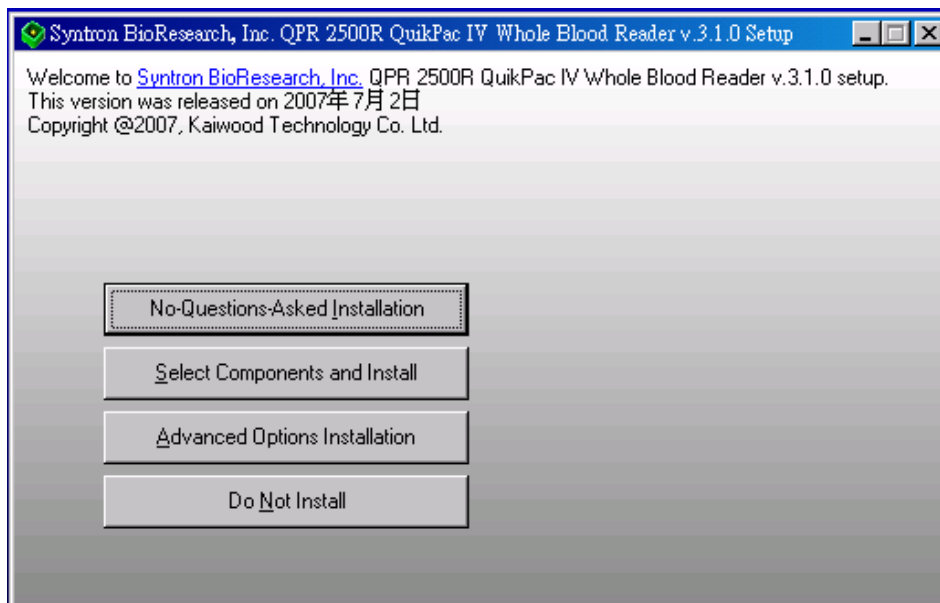 Syntron BioResearch, Inc. QPR 2500R QuikPac IV Whole Blood Reader v.3.1.0 Setup
Welcome to Syntron BioResearch, Inc. QPR 2500R QuikPac IV Whole Blood Reader v.3.1.0 setup.
This version was released on 2007年 7月 2日
Copyright @2007, Kaiwood Technology Co. Ltd.
No-Questions-Asked Installation
Select Components and Install
Advanced Options Installation
Do Not Install